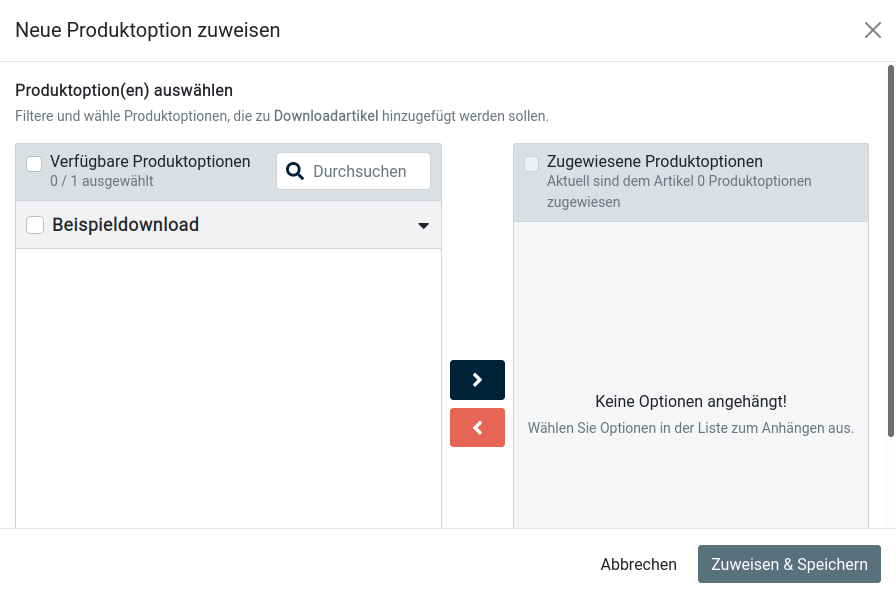 Neue Produktoption zuweisen
Produktoption(en) auswählen
Filtere und wähle Produktoptionen, die zu Downloadartikel hinzugefügt werden sollen.
Verfügbare Produktoptionen
0 / 1 ausgewählt
Durchsuchen
Beispieldownload
Zugewiesene Produktoptionen
Aktuell sind dem Artikel 0 Produktoptionen
zugewiesen
Keine Optionen angehängt!
Wählen Sie Optionen in der Liste zum Anhängen aus.
Abbrechen
Zuweisen & Speichern